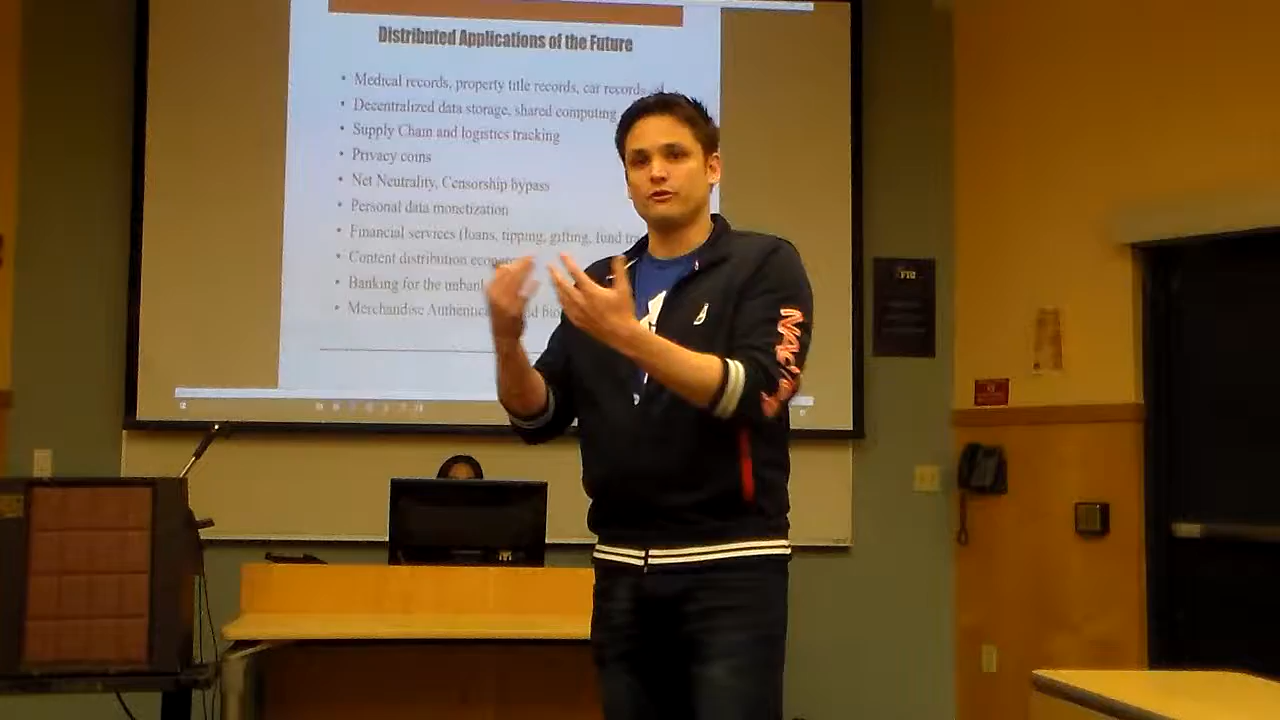 Distributed Applications of the Future
• Medical records, property title records, car records
• Decentralized data storage, shared computing
• Supply Chain and logistics tracking
• Privacy coins
• Net Neutrality, Censorship bypass
• Personal data monetization
• Financial services (loans, tipping, gifting, fund
• Content distribution
• Banking for the
• Merchandise
FIU